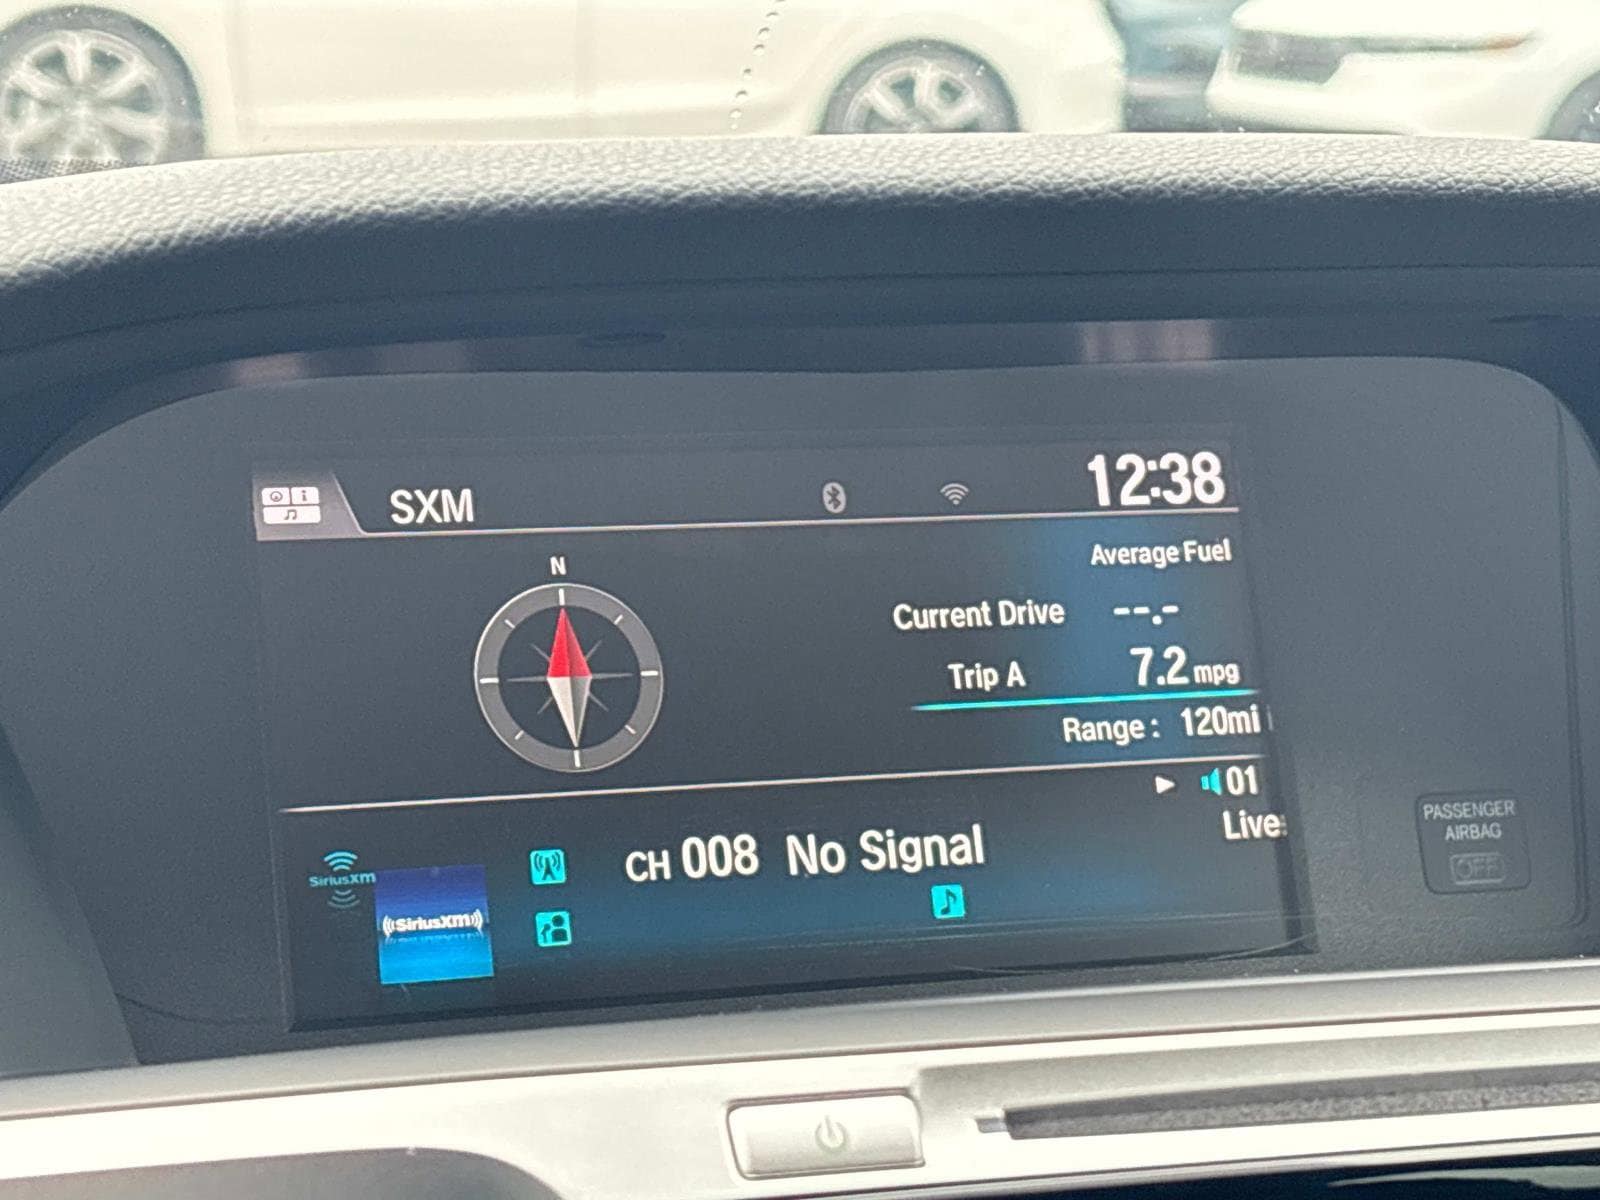 SXM
12:38
N
Average Fuel
Current Drive --.-
Trip A 7.2 mpg
Range: 120mi
01
Live:
SiriusXM
((SiriusXM))
CH 008 No Signal
PASSENGER
AIRBAG
OFF